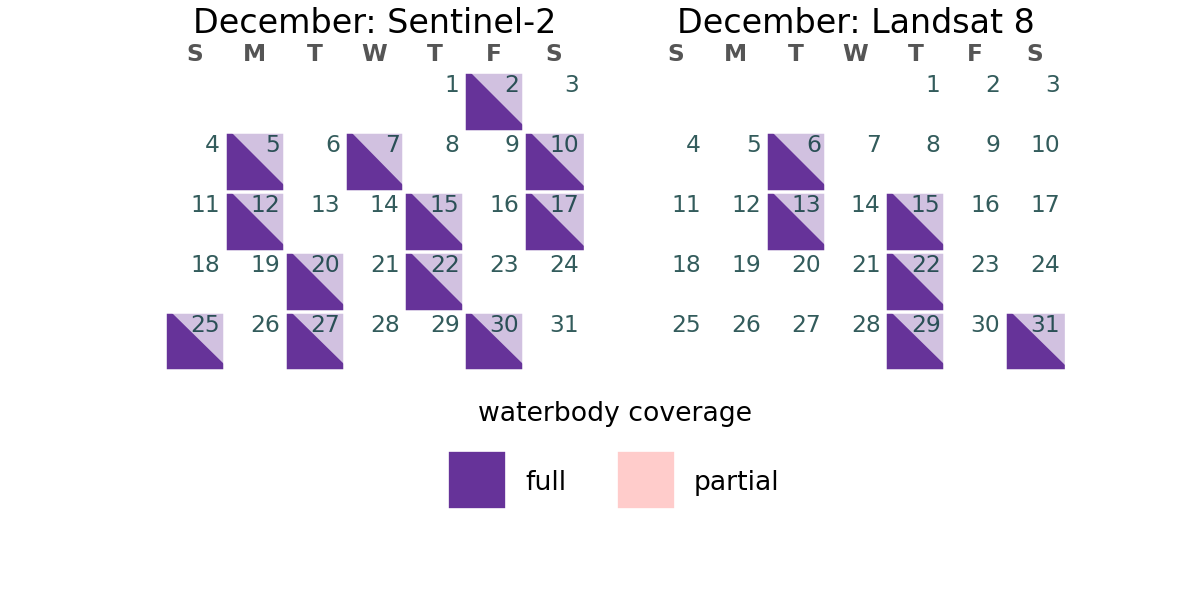 December: Sentinel-2
S M T W T F S
1 2 3
4 5 6 7 8 9 10
11 12 13 14 15 16 17
18 19 20 21 22 23 24
25 26 27 28 29 30 31
December: Landsat 8
S M T W T F S
1 2 3
4 5 6 7 8 9 10
11 12 13 14 15 16 17
18 19 20 21 22 23 24
25 26 27 28 29 30 31
waterbody coverage
full partial